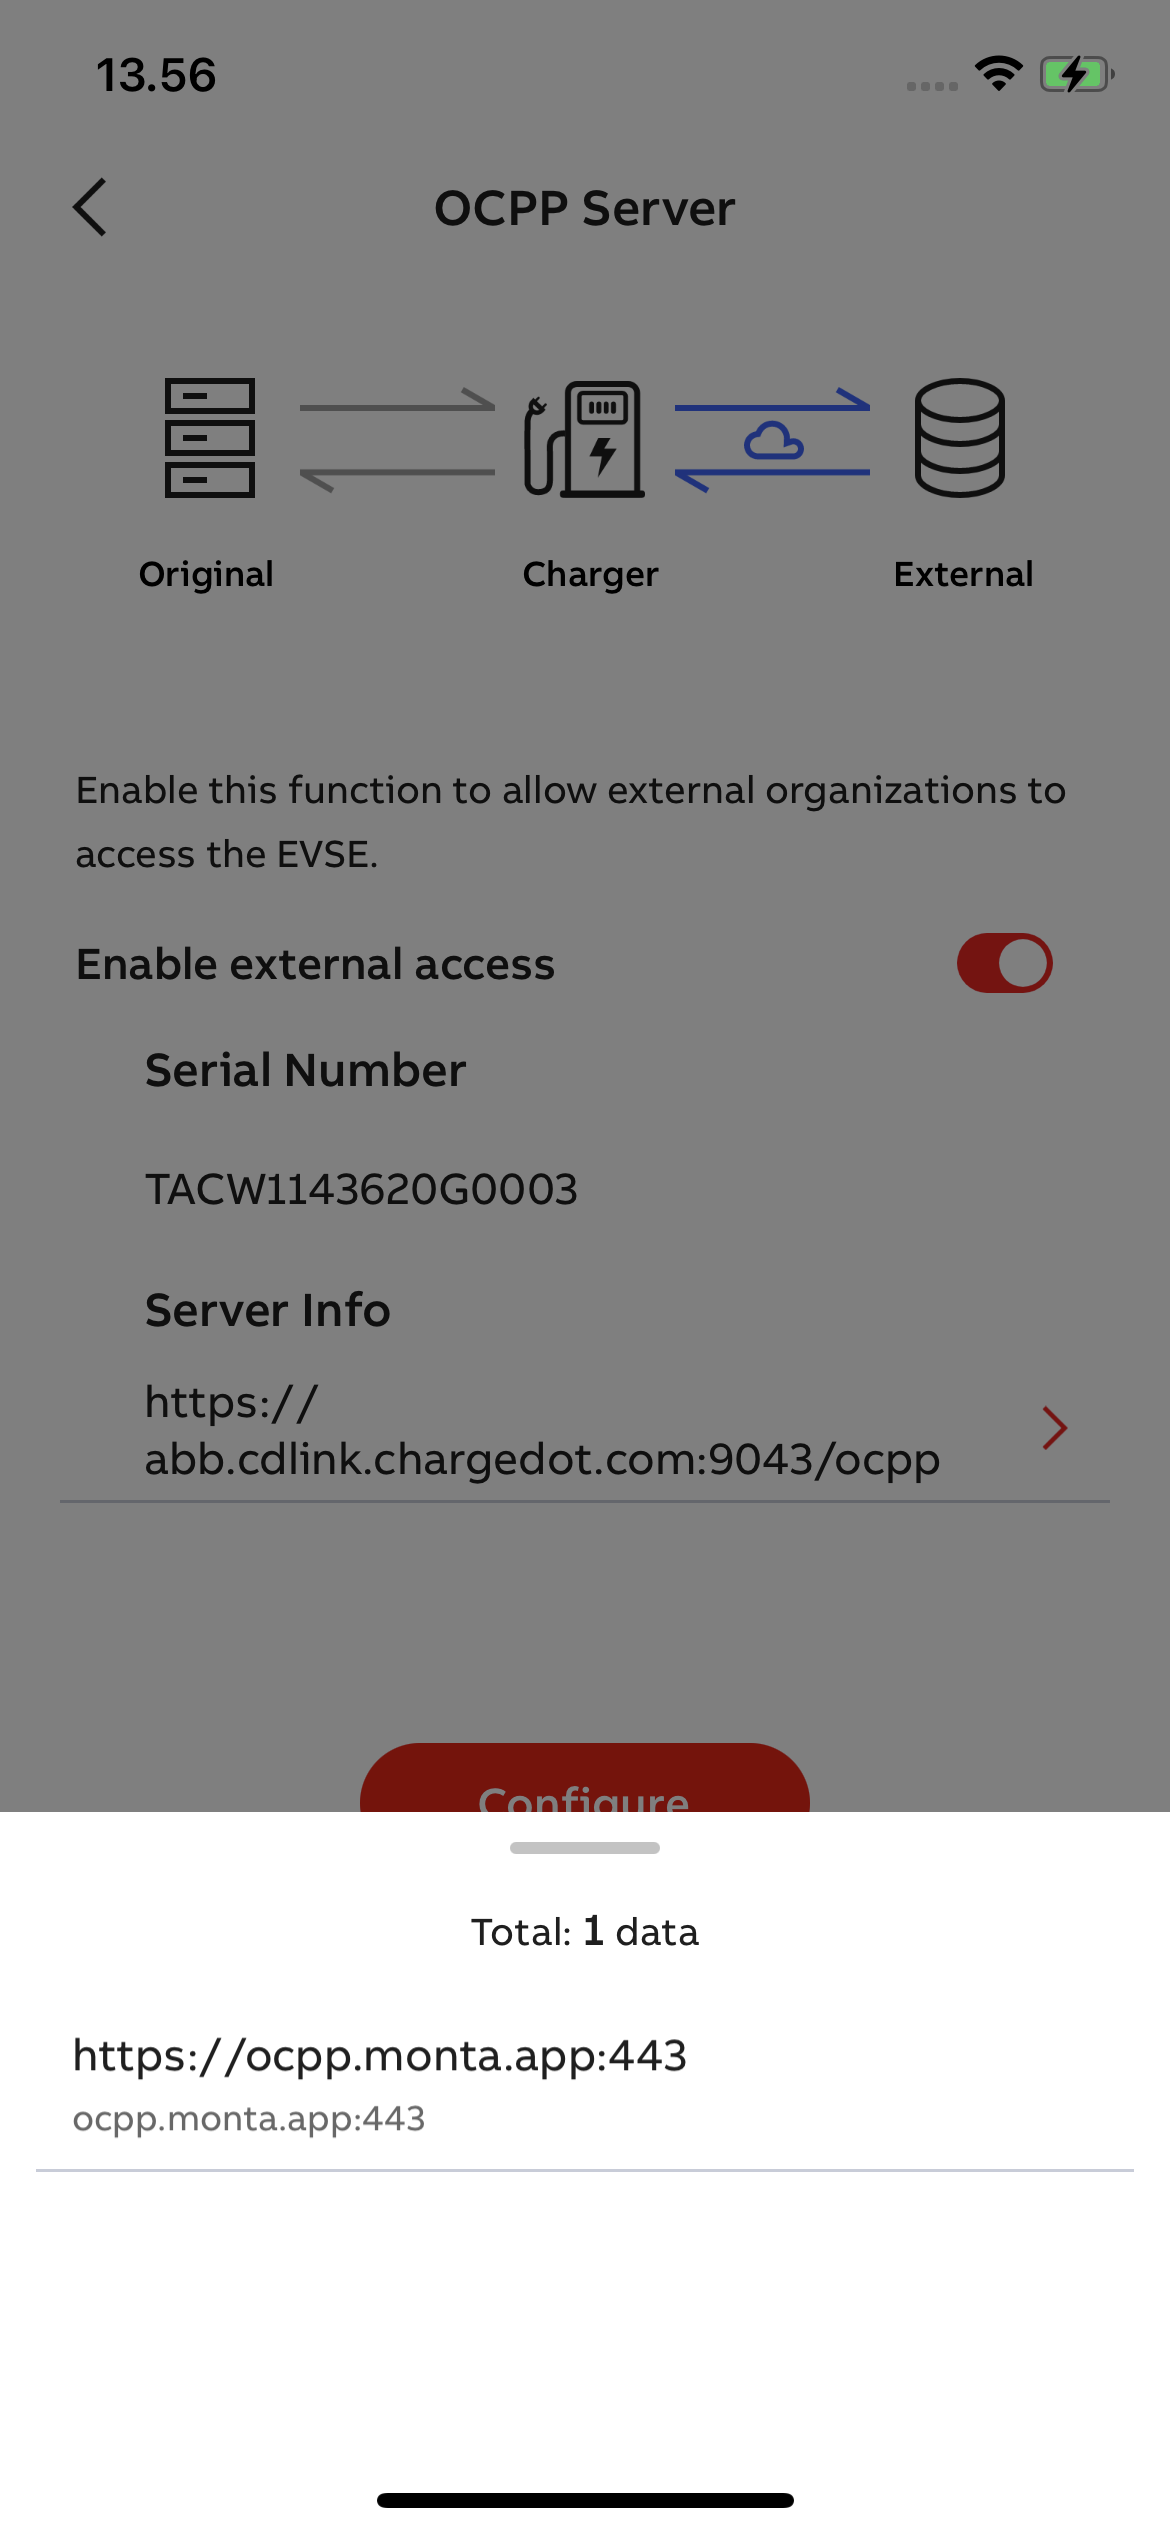 13.56
OCPP Server
Original
Charger
External
Enable this function to allow external organizations to
access the EVSE.
Enable external access
Serial Number
TACW1143620G0003
Server Info
https://
abb.cdlink.chargedot.com:9043/ocpp
Configure
Total: 1 data
https://ocpp.monta.app:443
ocpp.monta.app:443